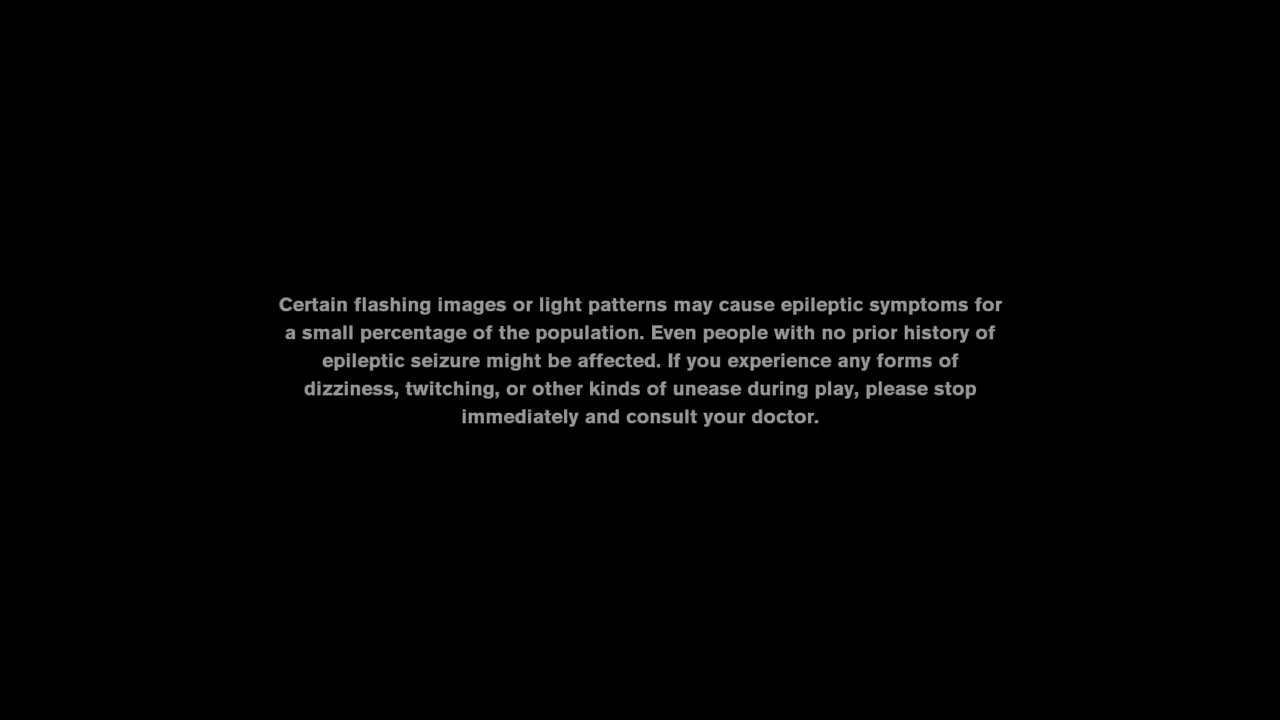 Certain flashing images or light patterns may cause epileptic symptoms for
a small percentage of the population. Even people with no prior history of
epileptic seizure might be affected. If you experience any forms of
dizziness, twitching, or other kinds of unease during play, please stop
immediately and consult your doctor.